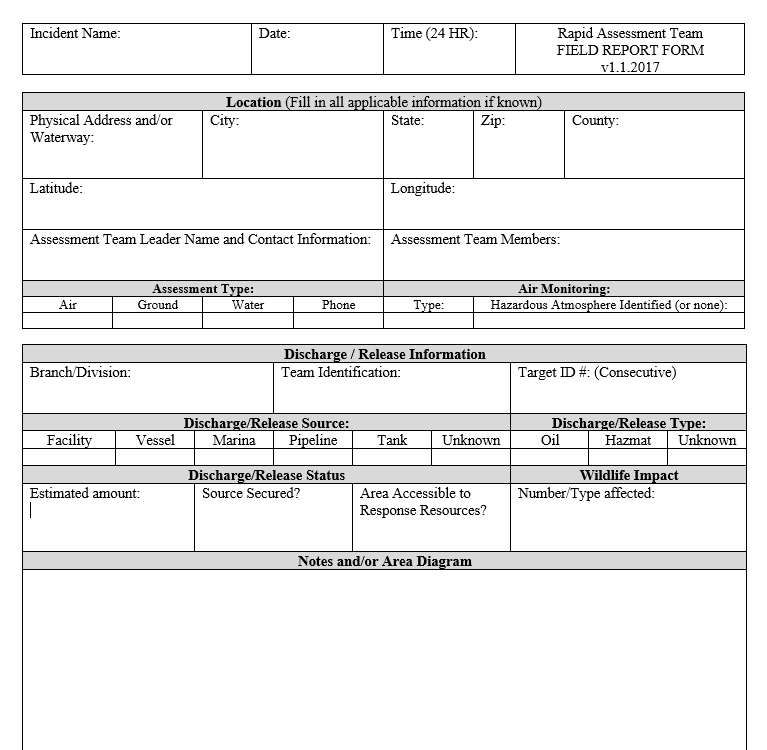 Incident Name: Date: Time (24 HR): Rapid Assessment Team
FIELD REPORT FORM
v1.1.2017
Location (Fill in all applicable information if known)
Physical Address and/or City: State: Zip: County:
Waterway:
Latitude: Longitude:
Assessment Team Leader Name and Contact Information: Assessment Team Members:
Assessment Type: Air Monitoring:
Air Ground Water Phone Type: Hazardous Atmosphere Identified (or none):
Discharge / Release Information
Branch/Division: Team Identification: Target ID #: (Consecutive)
Discharge/Release Source: Discharge/Release Type:
Facility Vessel Marina Pipeline Tank Unknown Oil Hazmat Unknown
Discharge/Release Status Wildlife Impact
Estimated amount: Source Secured? Area Accessible to Number/Type affected:
Response Resources?
Notes and/or Area Diagram